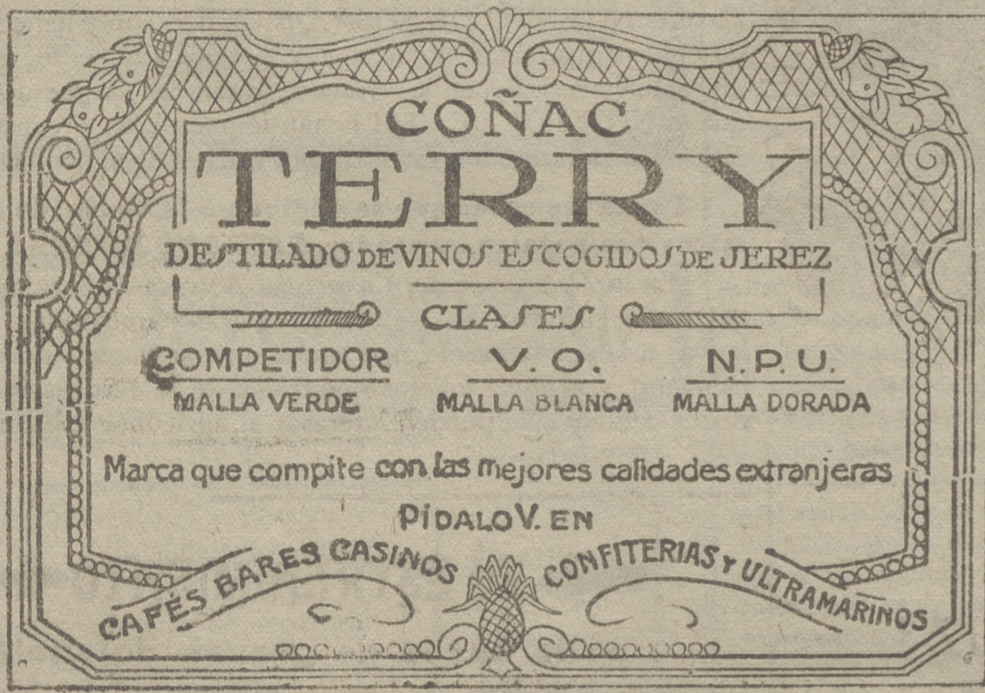 COÑAC
TERRY
DESTILADO DE VINOS ESCOGIDOS DE JEREZ
CLASES
COMPETIDOR V. O. N. P. U.
MALLA VERDE MALLA BLANCA MALLA DORADA
Marca que compite con las mejores calidades extranjeras
PÍDALO V. EN
CAFÉS BARES CASINOS CONFITERIAS Y ULTRAMARINOS
G